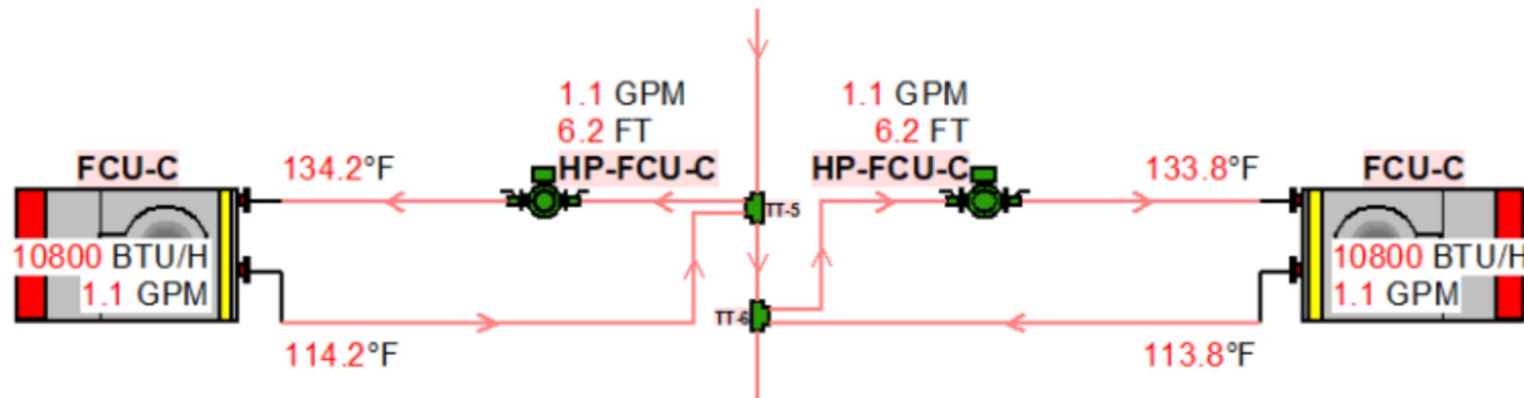 1.1 GPM
6.2 FT
HP-FCU-C
1.1 GPM
6.2 FT
HP-FCU-C
FCU-C
134.2°F
10800 BTU/H
1.1 GPM
114.2°F
TT-5
TT-6
133.8°F
FCU-C
10800 BTU/H
1.1 GPM
113.8°F